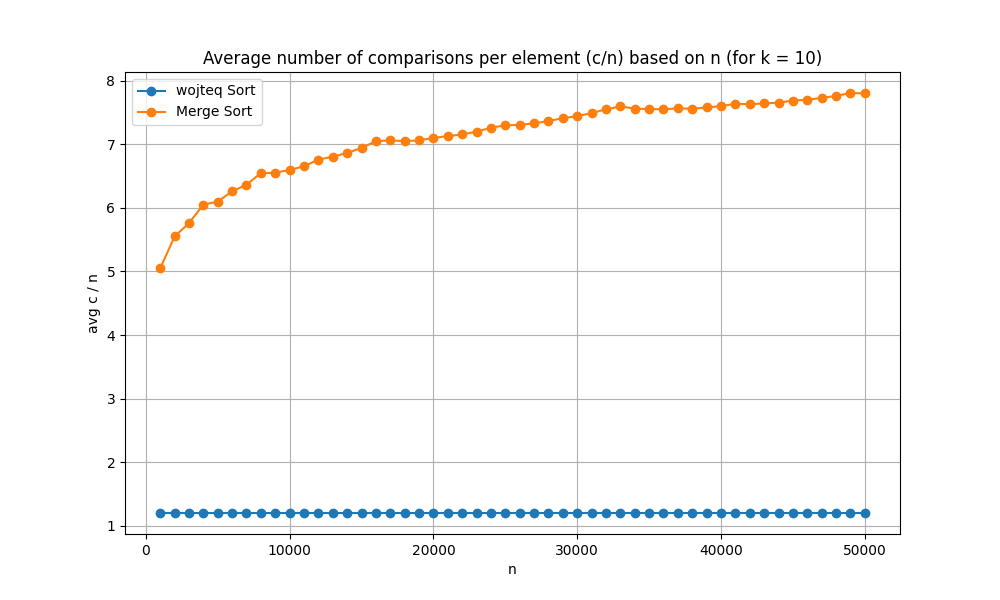 Average number of comparisons per element (c/n) based on n (for k = 10)
wojteq Sort
Merge Sort
avg c / n
8
7
6
5
4
3
2
1
0
10000
20000
30000
40000
50000
n